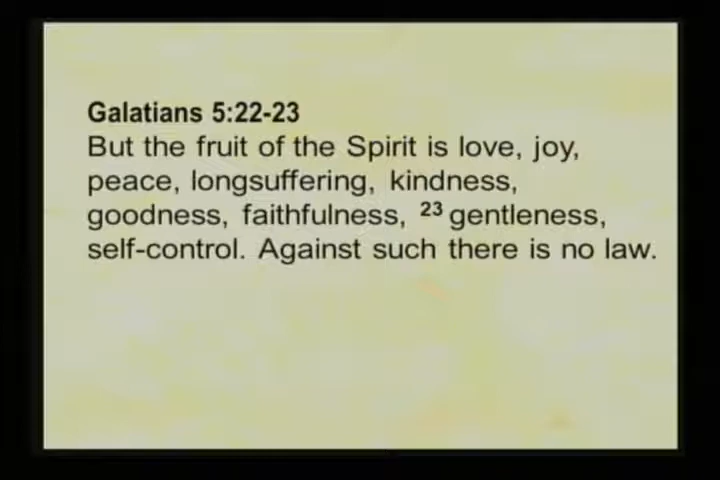 Galatians 5:22-23
But the fruit of the Spirit is love, joy,
peace, longsuffering, kindness,
goodness, faithfulness, 23 gentleness,
self-control. Against such there is no law.